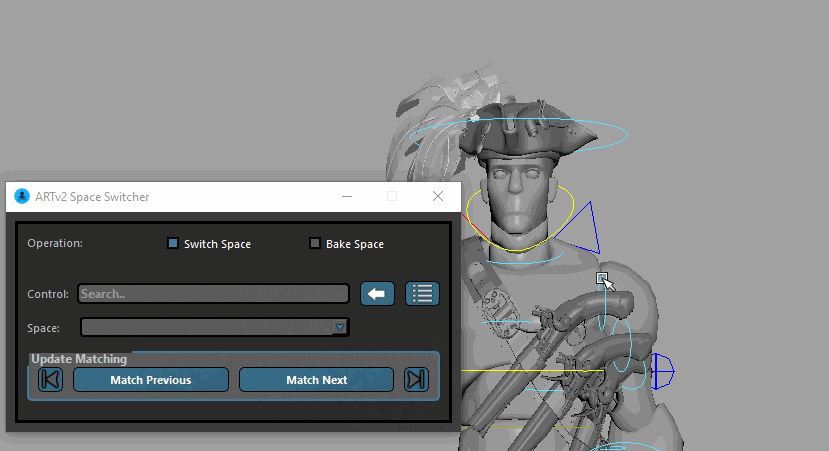 ARTv2 Space Switcher
Operation: Switch Space Bake Space
Control: Search..
Space:
Update Matching
Match Previous Match Next